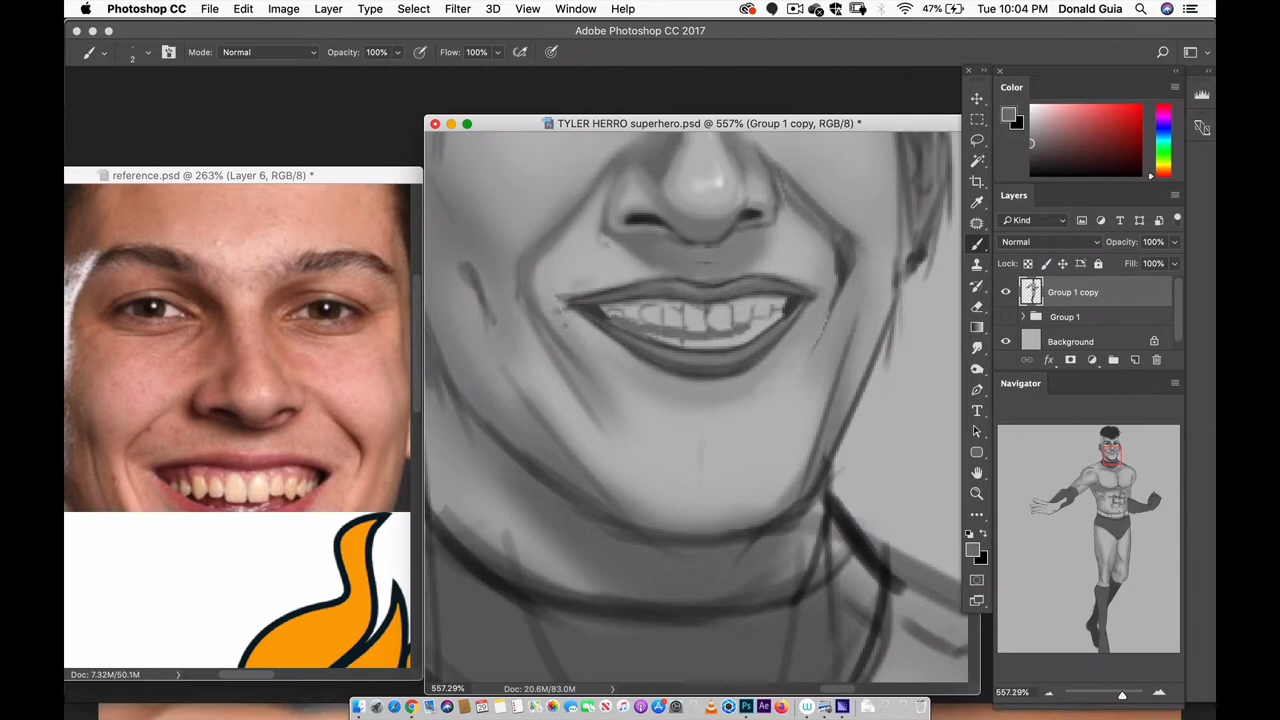 Photoshop CC File Edit Image Layer Type Select Filter 3D View Window Help 47% Tue 10:04 PM Donald Guia
Adobe Photoshop CC 2017
2 Mode: Normal Opacity: 100% Flow: 100%
Color
TYLER HERRO superhero.psd @ 557% (Group 1 copy, RGB/8) *
reference.psd @ 263% (Layer 6, RGB/8) *
Layers
Kind
Normal Opacity: 100%
Lock: Fill: 100%
Group 1 copy
Group 1
Background
fx
Navigator
Doc: 7.32M/50.1M
557.29% Doc: 20.6M/83.0M
557.29%
Ps Ae